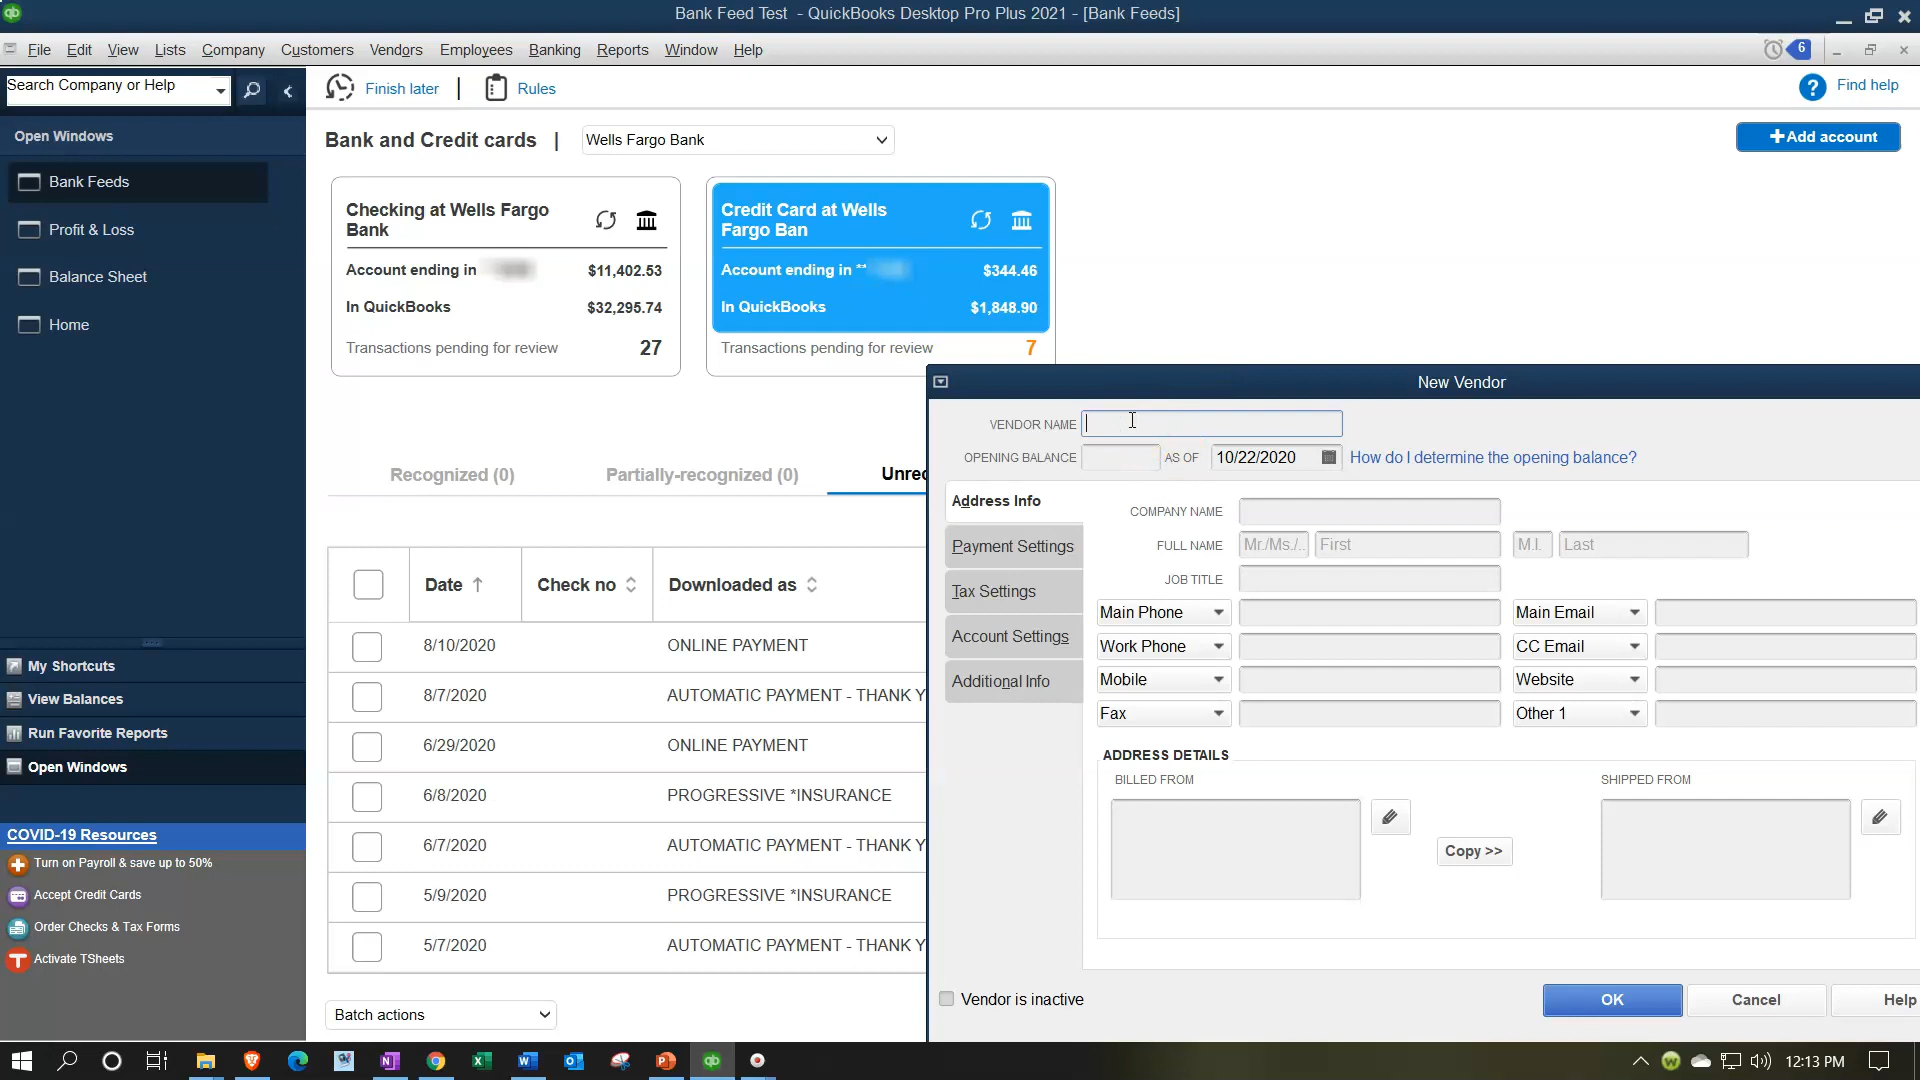 Bank Feed Test - QuickBooks Desktop Pro Plus 2021 - [Bank Feeds]
File Edit View Lists Company Customers Vendors Employees Banking Reports Window Help
6
Search Company or Help
Finish later | Rules
Find help
Open Windows
Bank Feeds
Profit & Loss
Balance Sheet
Home
My Shortcuts
View Balances
Run Favorite Reports
Open Windows
COVID-19 Resources
Turn on Payroll & save up to 50%
Accept Credit Cards
Order Checks & Tax Forms
Activate TSheets
Bank and Credit cards | Wells Fargo Bank
+Add account
Checking at Wells Fargo
Bank
Account ending in $11,402.53
In QuickBooks $32,295.74
Transactions pending for review 27
Credit Card at Wells
Fargo Ban
Account ending in ** $344.46
In QuickBooks $1,848.90
Transactions pending for review 7
Recognized (0) Partially-recognized (0) Unrec
Date Check no Downloaded as
8/10/2020 ONLINE PAYMENT
8/7/2020 AUTOMATIC PAYMENT - THANK Y
6/29/2020 ONLINE PAYMENT
6/8/2020 PROGRESSIVE *INSURANCE
6/7/2020 AUTOMATIC PAYMENT - THANK Y
5/9/2020 PROGRESSIVE *INSURANCE
5/7/2020 AUTOMATIC PAYMENT - THANK Y
Batch actions
New Vendor
VENDOR NAME
OPENING BALANCE AS OF 10/22/2020 How do I determine the opening balance?
Address Info
Payment Settings
Tax Settings
Account Settings
Additional Info
COMPANY NAME
FULL NAME Mr./Ms./.. First M.I. Last
JOB TITLE
Main Phone Main Email
Work Phone CC Email
Mobile Website
Fax Other 1
ADDRESS DETAILS
BILLED FROM SHIPPED FROM
Copy >>
Vendor is inactive
OK Cancel Help
12:13 PM